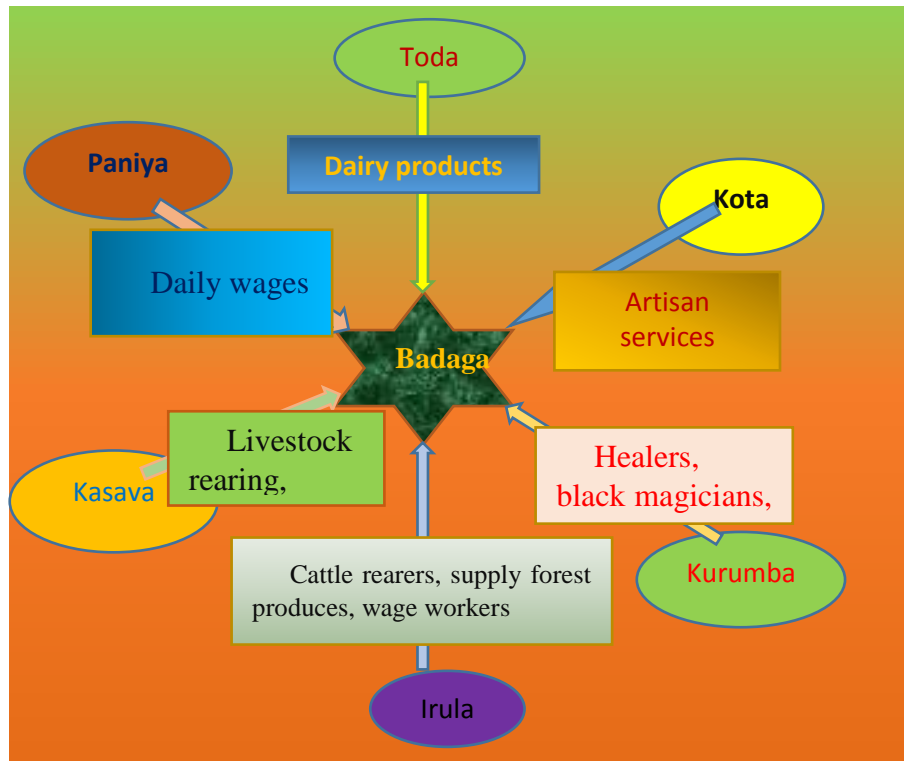 Toda
Dairy products
Paniya
Kota
Daily wages
Artisan
services
Badaga
Livestock
rearing,
Healers,
black magicians,
Kasava
Kurumba
Cattle rearers, supply forest
produces, wage workers
Irula